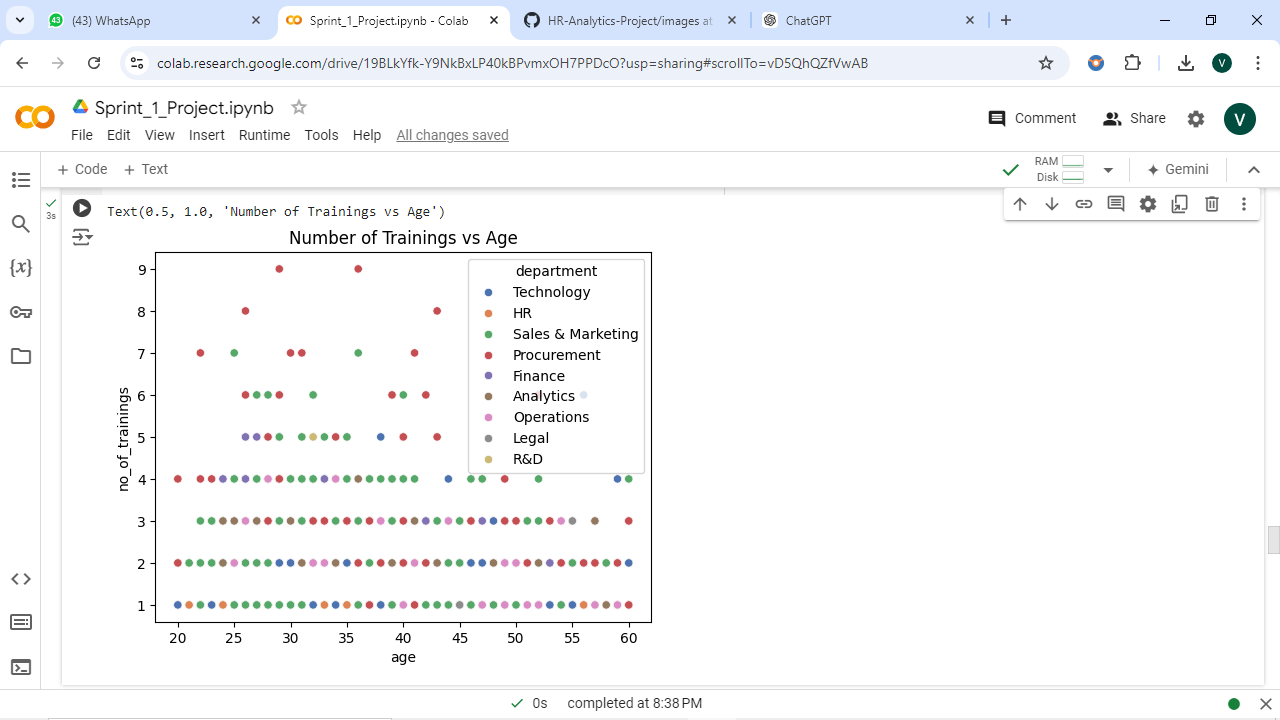 (43) WhatsApp
Sprint_1_Project.ipynb - Colab
HR-Analytics-Project/images at
ChatGPT
colab.research.google.com/drive/19BLkYfk-Y9NkBxLP40kBPvmxOH7PPDcO?usp=sharing#scrollTo=vD5QhQZfVwAB
V
Sprint_1_Project.ipynb
File Edit View Insert Runtime Tools Help All changes saved
Comment
Share
V
+ Code + Text
RAM
Disk
Gemini
3s
Text(0.5, 1.0, 'Number of Trainings vs Age')
{x}
Number of Trainings vs Age
no_of_trainings
9
8
7
6
5
4
3
2
1
department
Technology
HR
Sales & Marketing
Procurement
Finance
Analytics
Operations
Legal
R&D
20 25 30 35 40 45 50 55 60
age
0s completed at 8:38 PM